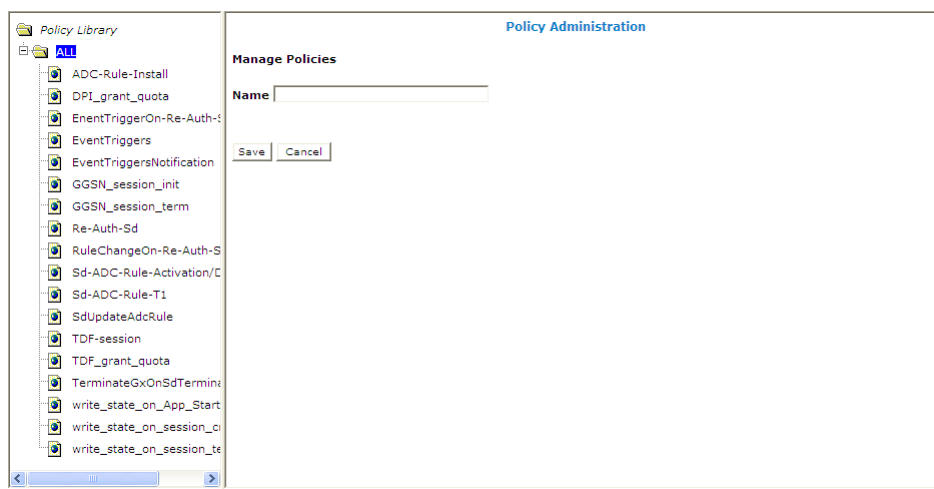 Policy Library
ALL
ADC-Rule-Install
DPI_grant_quota
EnentTriggerOn-Re-Auth-S
EventTriggers
EventTriggersNotification
GGSN_session_init
GGSN_session_term
Re-Auth-Sd
RuleChangeOn-Re-Auth-S
Sd-ADC-Rule-Activation/D
Sd-ADC-Rule-T1
SdUpdateAdcRule
TDF-session
TDF_grant_quota
TerminateGxOnSdTermina
write_state_on_App_Start
write_state_on_session_cr
write_state_on_session_te
Policy Administration
Manage Policies
Name
Save Cancel